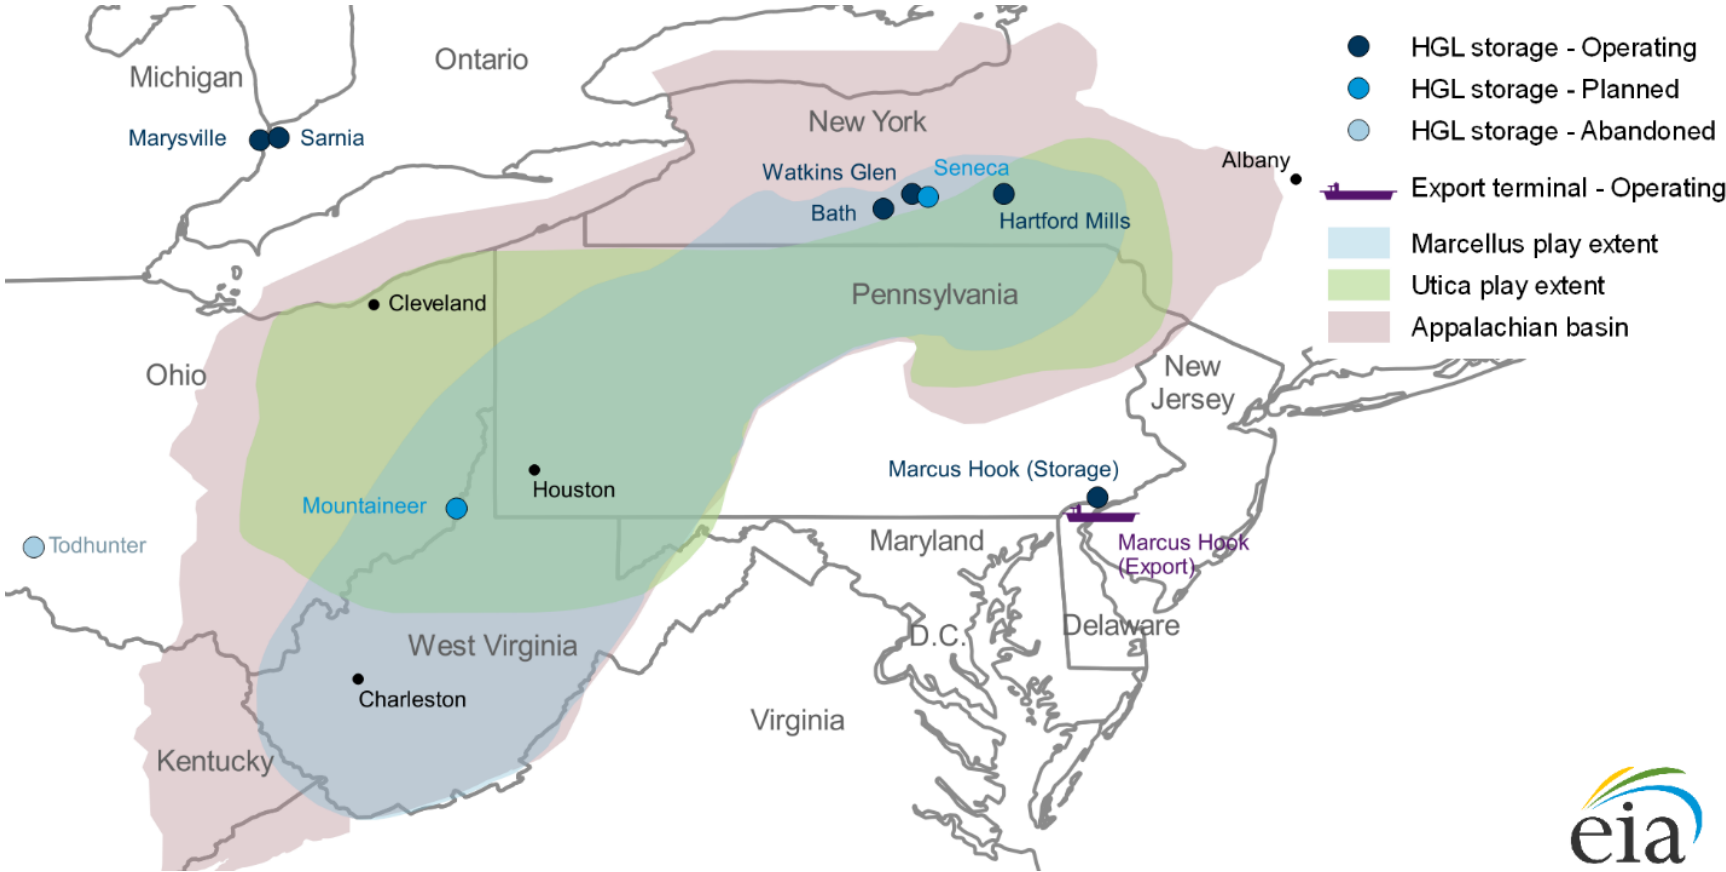 Michigan
Ontario
Marysville
Sarnia
New York
Watkins Glen
Seneca
Bath
Hartford Mills
Albany
HGL storage - Operating
HGL storage - Planned
HGL storage - Abandoned
Export terminal - Operating
Marcellus play extent
Utica play extent
Appalachian basin
Cleveland
Pennsylvania
Ohio
New
Jersey
Marcus Hook (Storage)
Houston
Mountaineer
Todhunter
Maryland
Marcus Hook
(Export)
D.C.
Delaware
West Virginia
Charleston
Virginia
Kentucky
eia